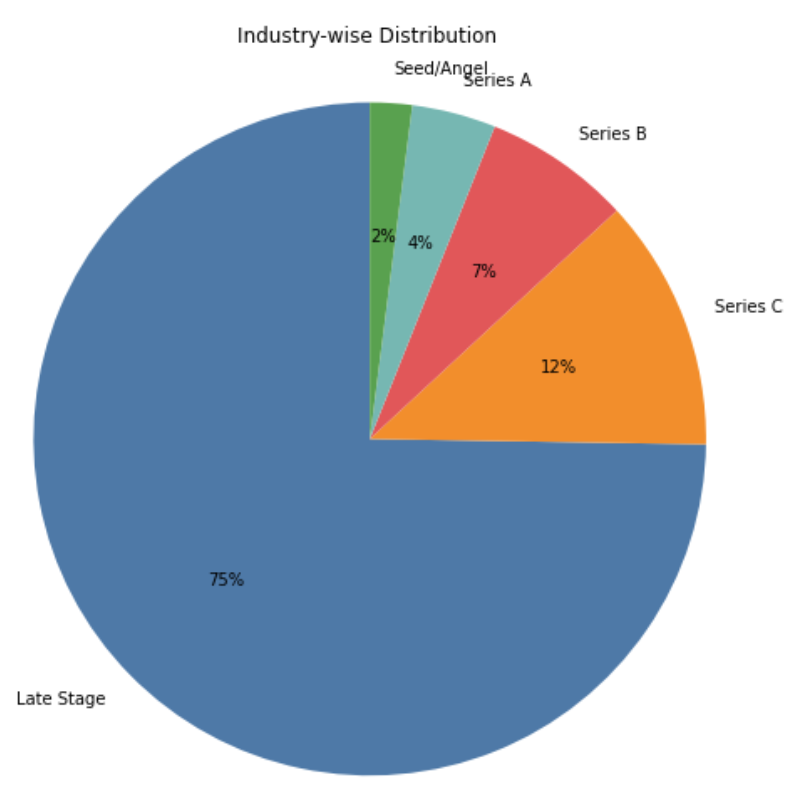 Industry-wise Distribution
Seed/Angel
Series A
Series B
2%
4%
7%
Series C
12%
75%
Late Stage